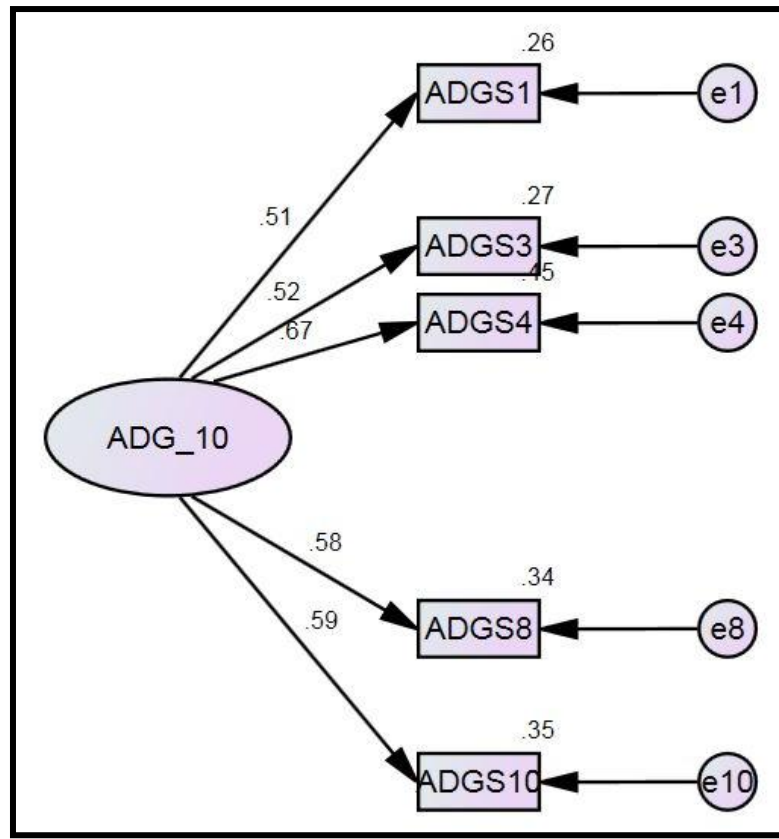 .26
ADGS1
e1
.51
.27
ADGS3
e3
.52
.45
ADGS4
e4
.67
ADG_10
.58
.34
ADGS8
e8
.59
.35
ADGS10
e10